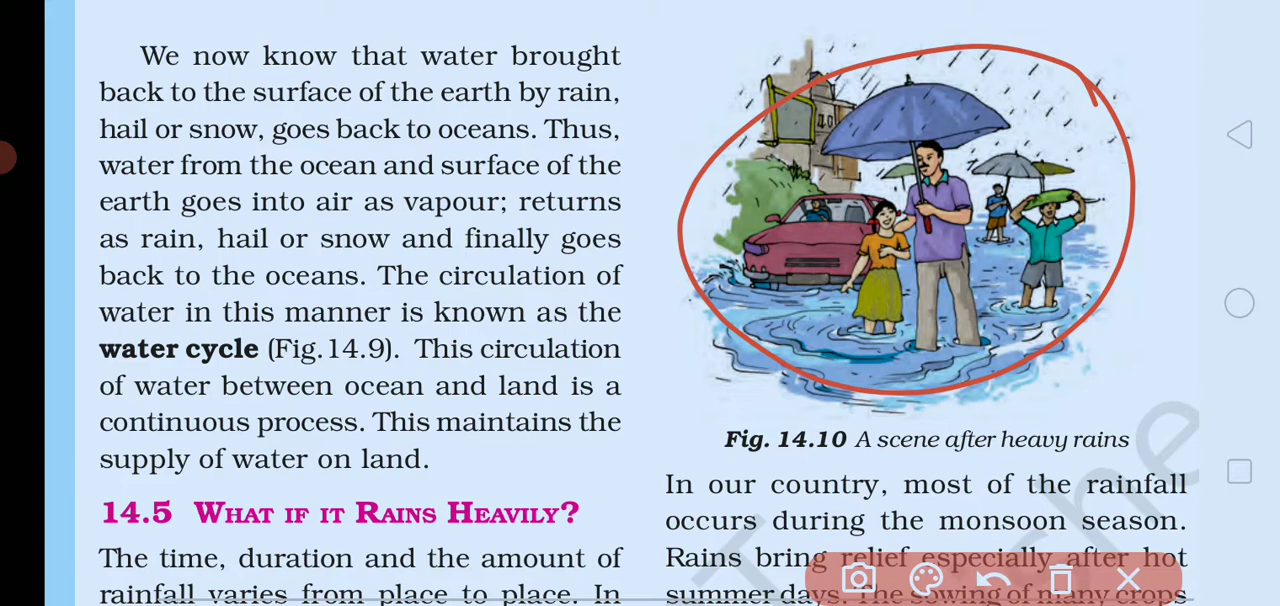 We now know that water brought
back to the surface of the earth by rain,
hail or snow, goes back to oceans. Thus,
water from the ocean and surface of the
earth goes into air as vapour; returns
as rain, hail or snow and finally goes
back to the oceans. The circulation of
water in this manner is known as the
water cycle (Fig.14.9). This circulation
of water between ocean and land is a
continuous process. This maintains the
supply of water on land.
14.5 WHAT IF IT RAINS HEAVILY?
The time, duration and the amount of
rainfall varies from place to place. In
Fig. 14.10 A scene after heavy rains
In our country, most of the rainfall
occurs during the monsoon season.
Rains bring relief especially after hot
summer days. The sowing of many crops